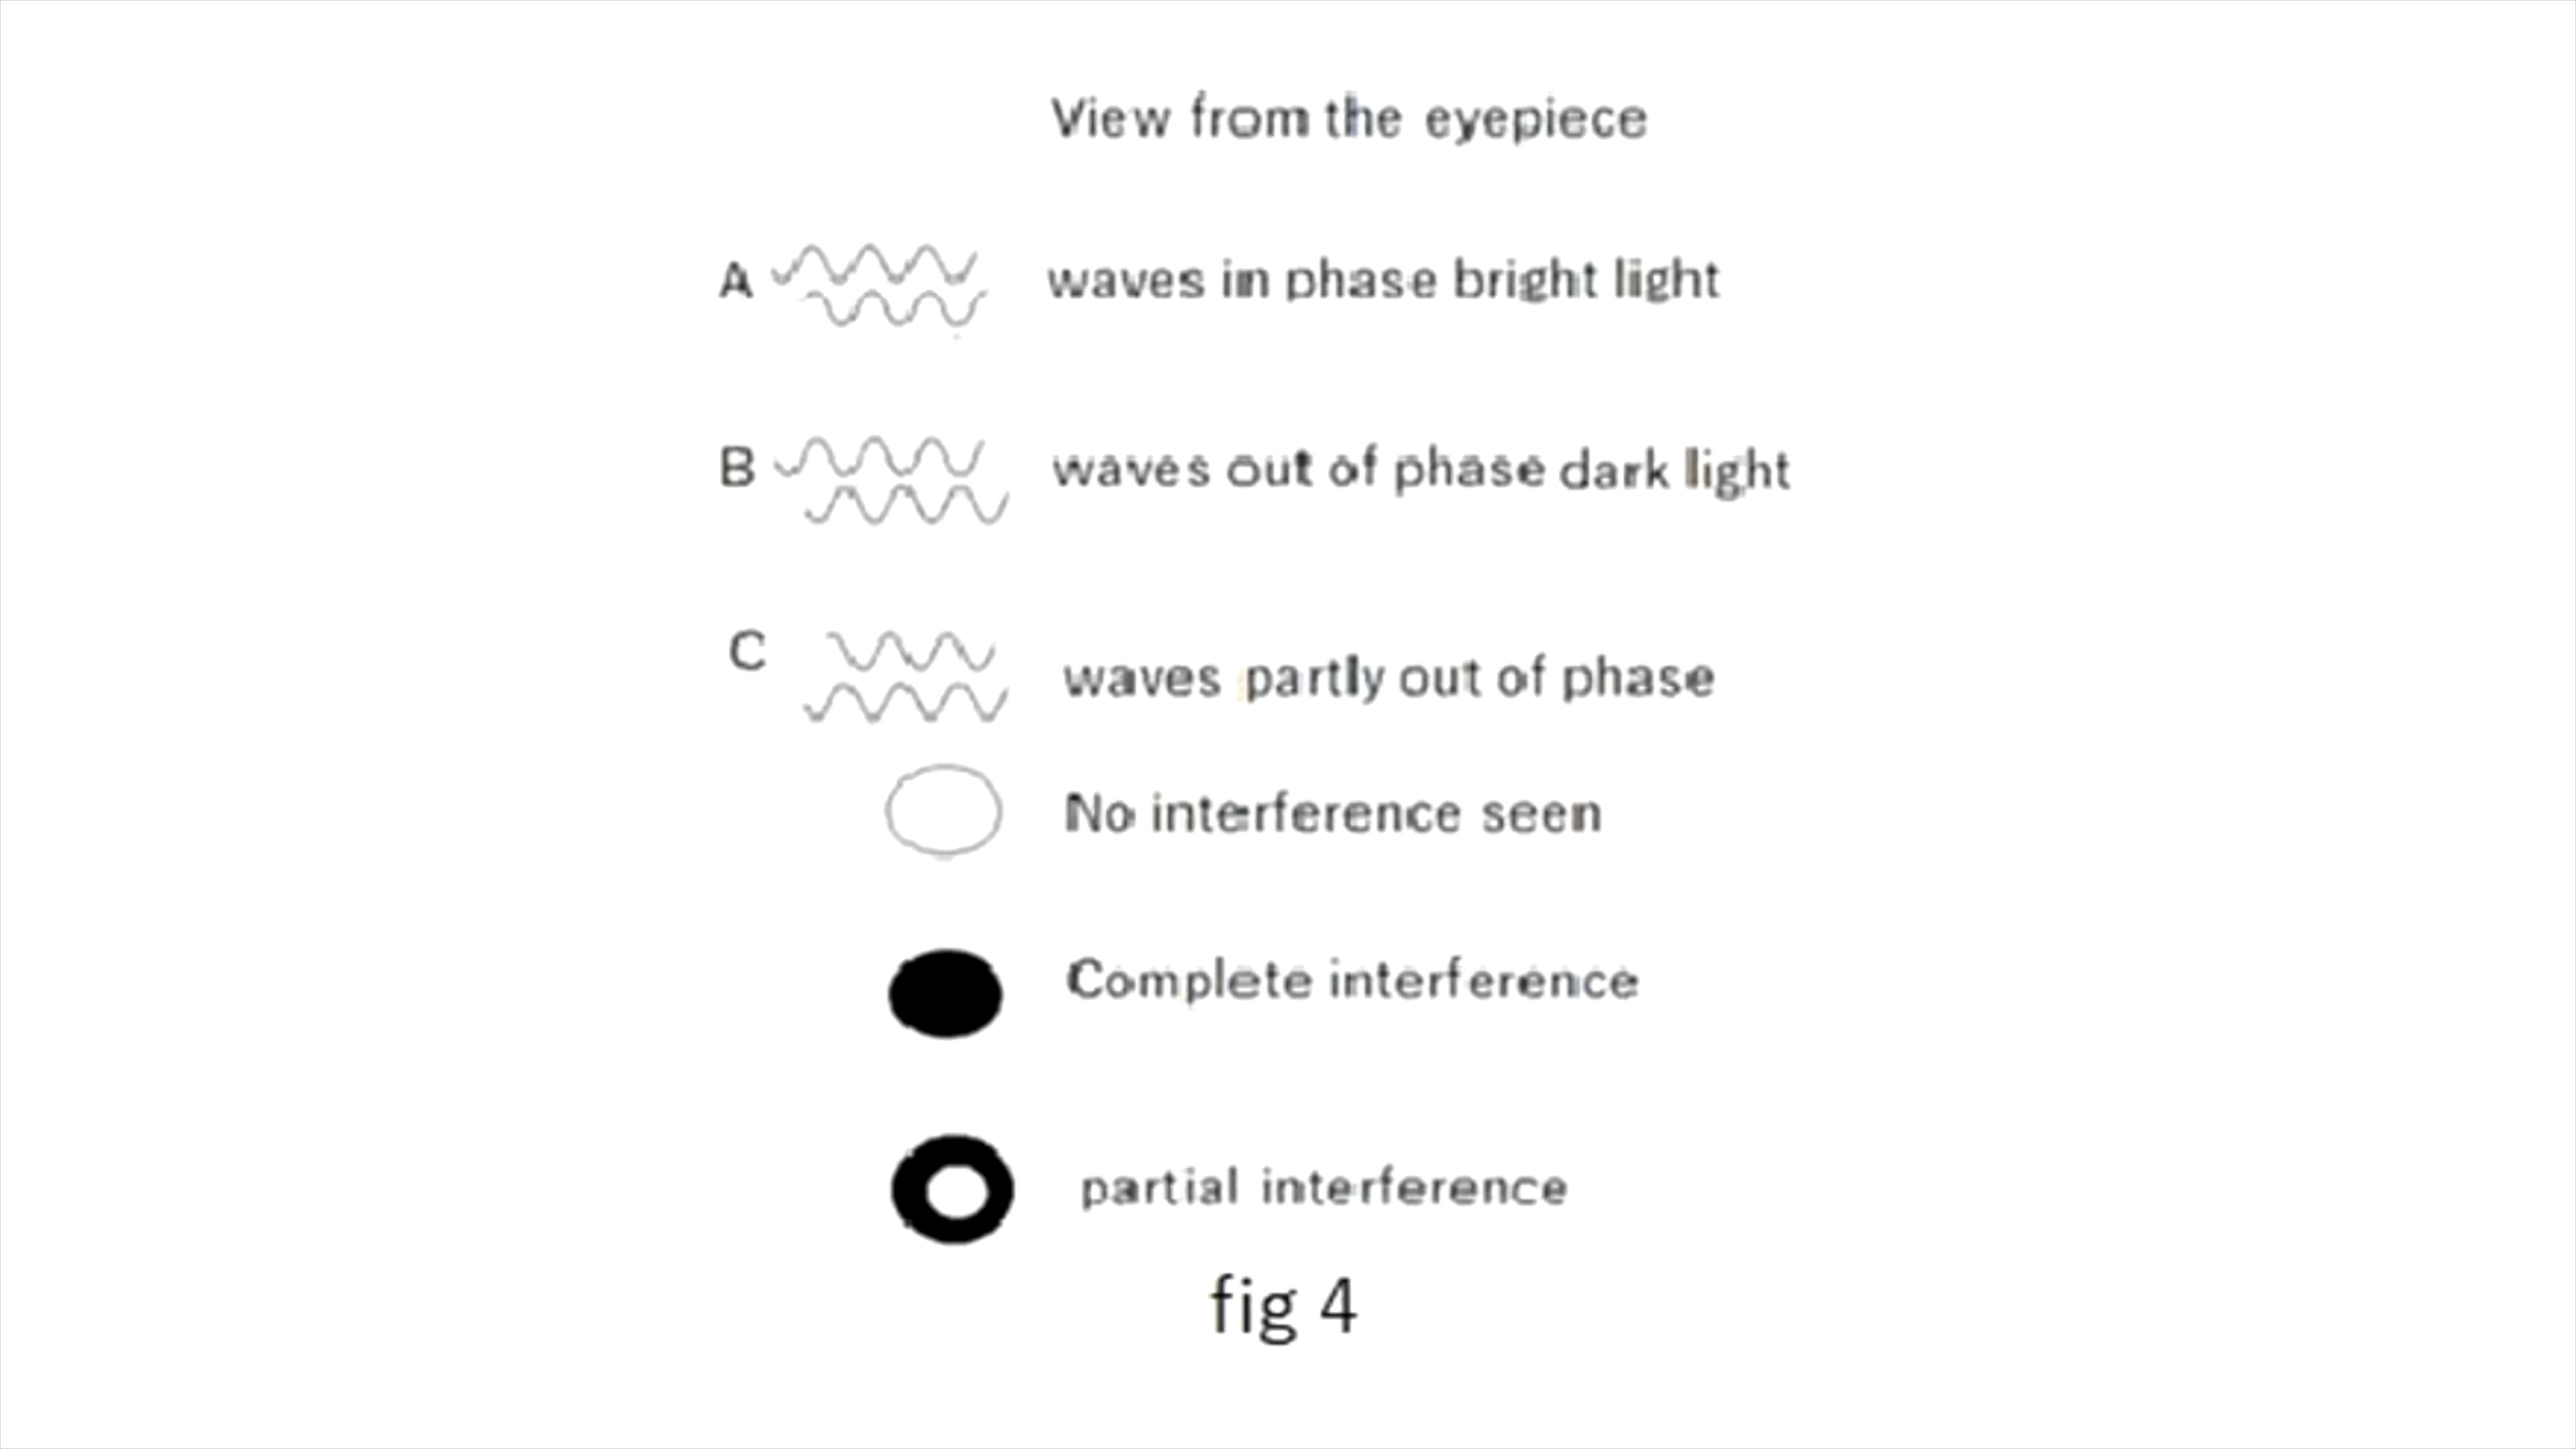 View from the eyepiece
A waves in phase bright light
B waves out of phase dark light
C waves partly out of phase
No interference seen
Complete interference
partial interference
fig 4